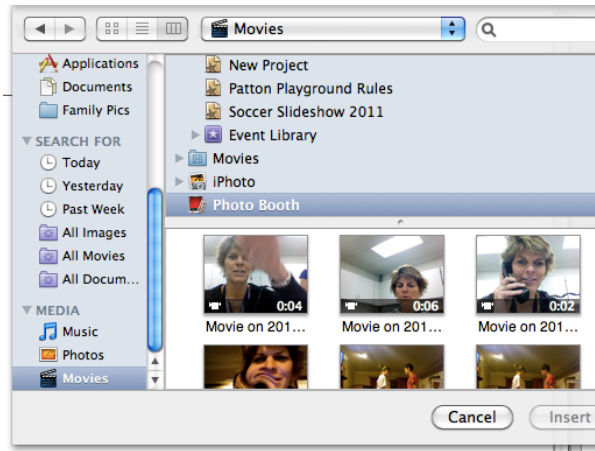 Movies
Applications
Documents
Family Pics
SEARCH FOR
Today
Yesterday
Past Week
All Images
All Movies
All Docum...
MEDIA
Music
Photos
Movies
New Project
Patton Playground Rules
Soccer Slideshow 2011
Event Library
Movies
iPhoto
Photo Booth
0:04
0:06
0:02
Movie on 201...
Movie on 201...
Movie on 201...
Cancel
Insert